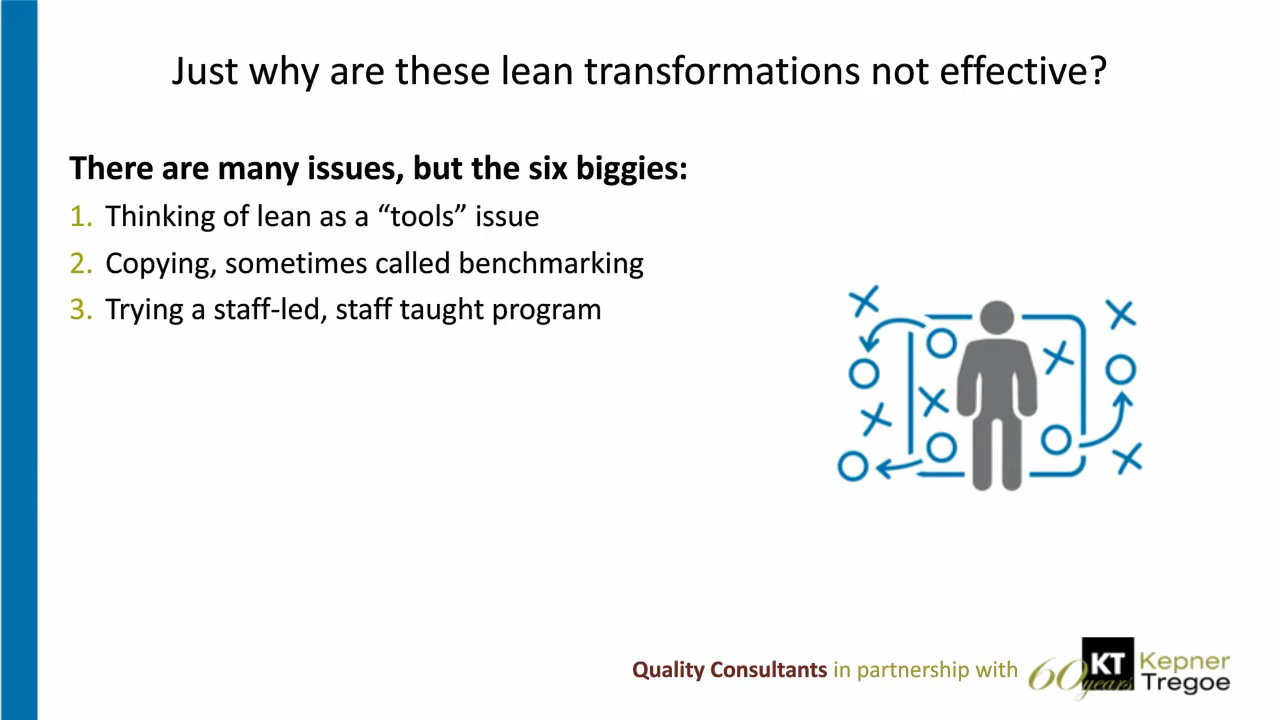 Just why are these lean transformations not effective?
There are many issues, but the six biggies:
1. Thinking of lean as a “tools” issue
2. Copying, sometimes called benchmarking
3. Trying a staff-led, staff taught program
Quality Consultants in partnership with
60 years
KT
Kepner
Tregoe